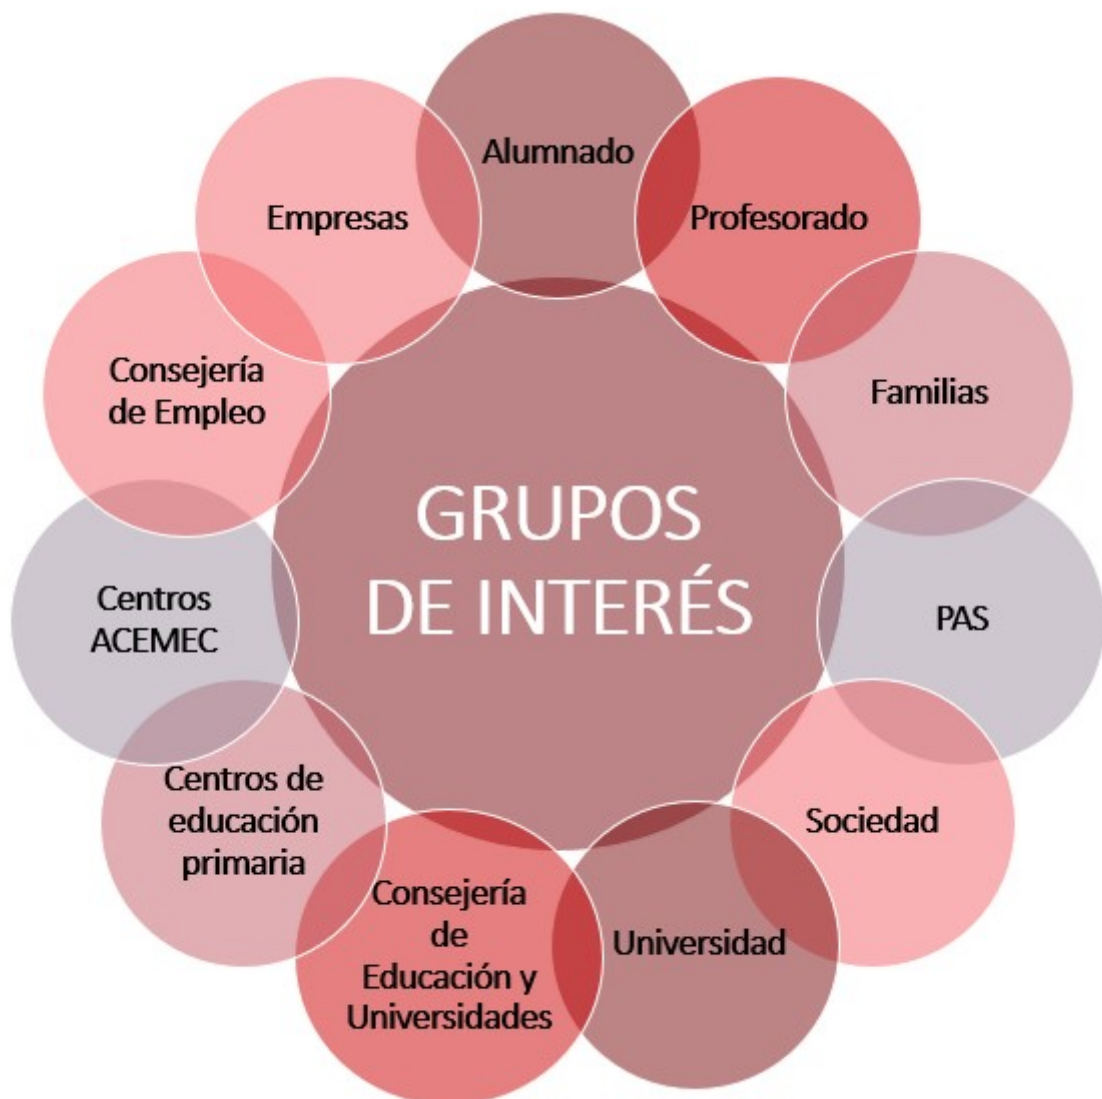 Alumnado
Profesorado
Familias
PAS
Sociedad
Universidad
Consejería
de
Educación y
Universidades
Centros de
educación
primaria
Centros
ACEMEC
Consejería
de Empleo
Empresas
GRUPOS
DE INTERÉS